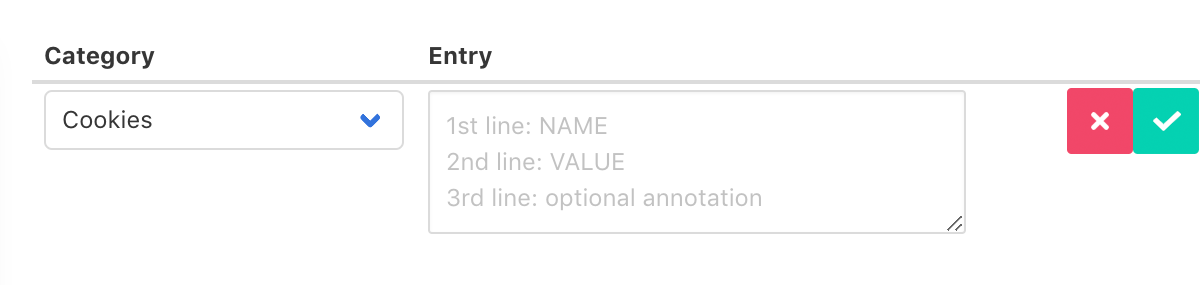 Category
Entry
Cookies
1st line: NAME
2nd line: VALUE
3rd line: optional annotation